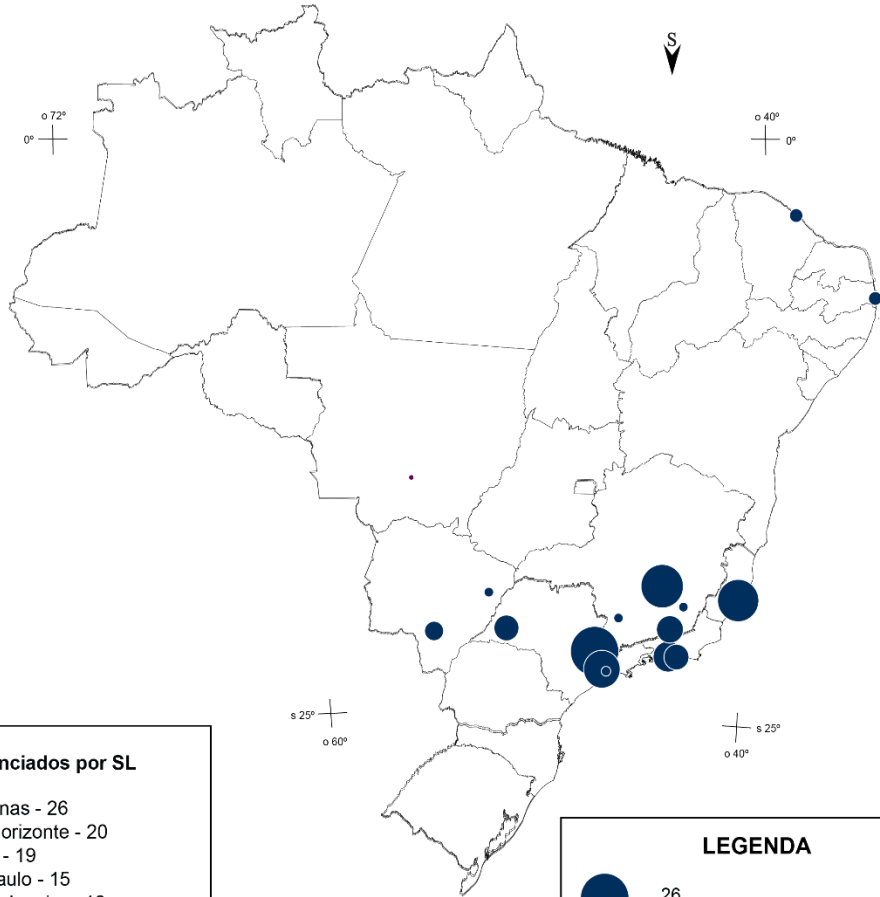 S
o 72º
0º
o 40º
0º
s 25º
o 60º
s 25º
o 40º
nciados por SL
nas - 26
orizonte - 20
- 19
aulo - 15
LEGENDA
26